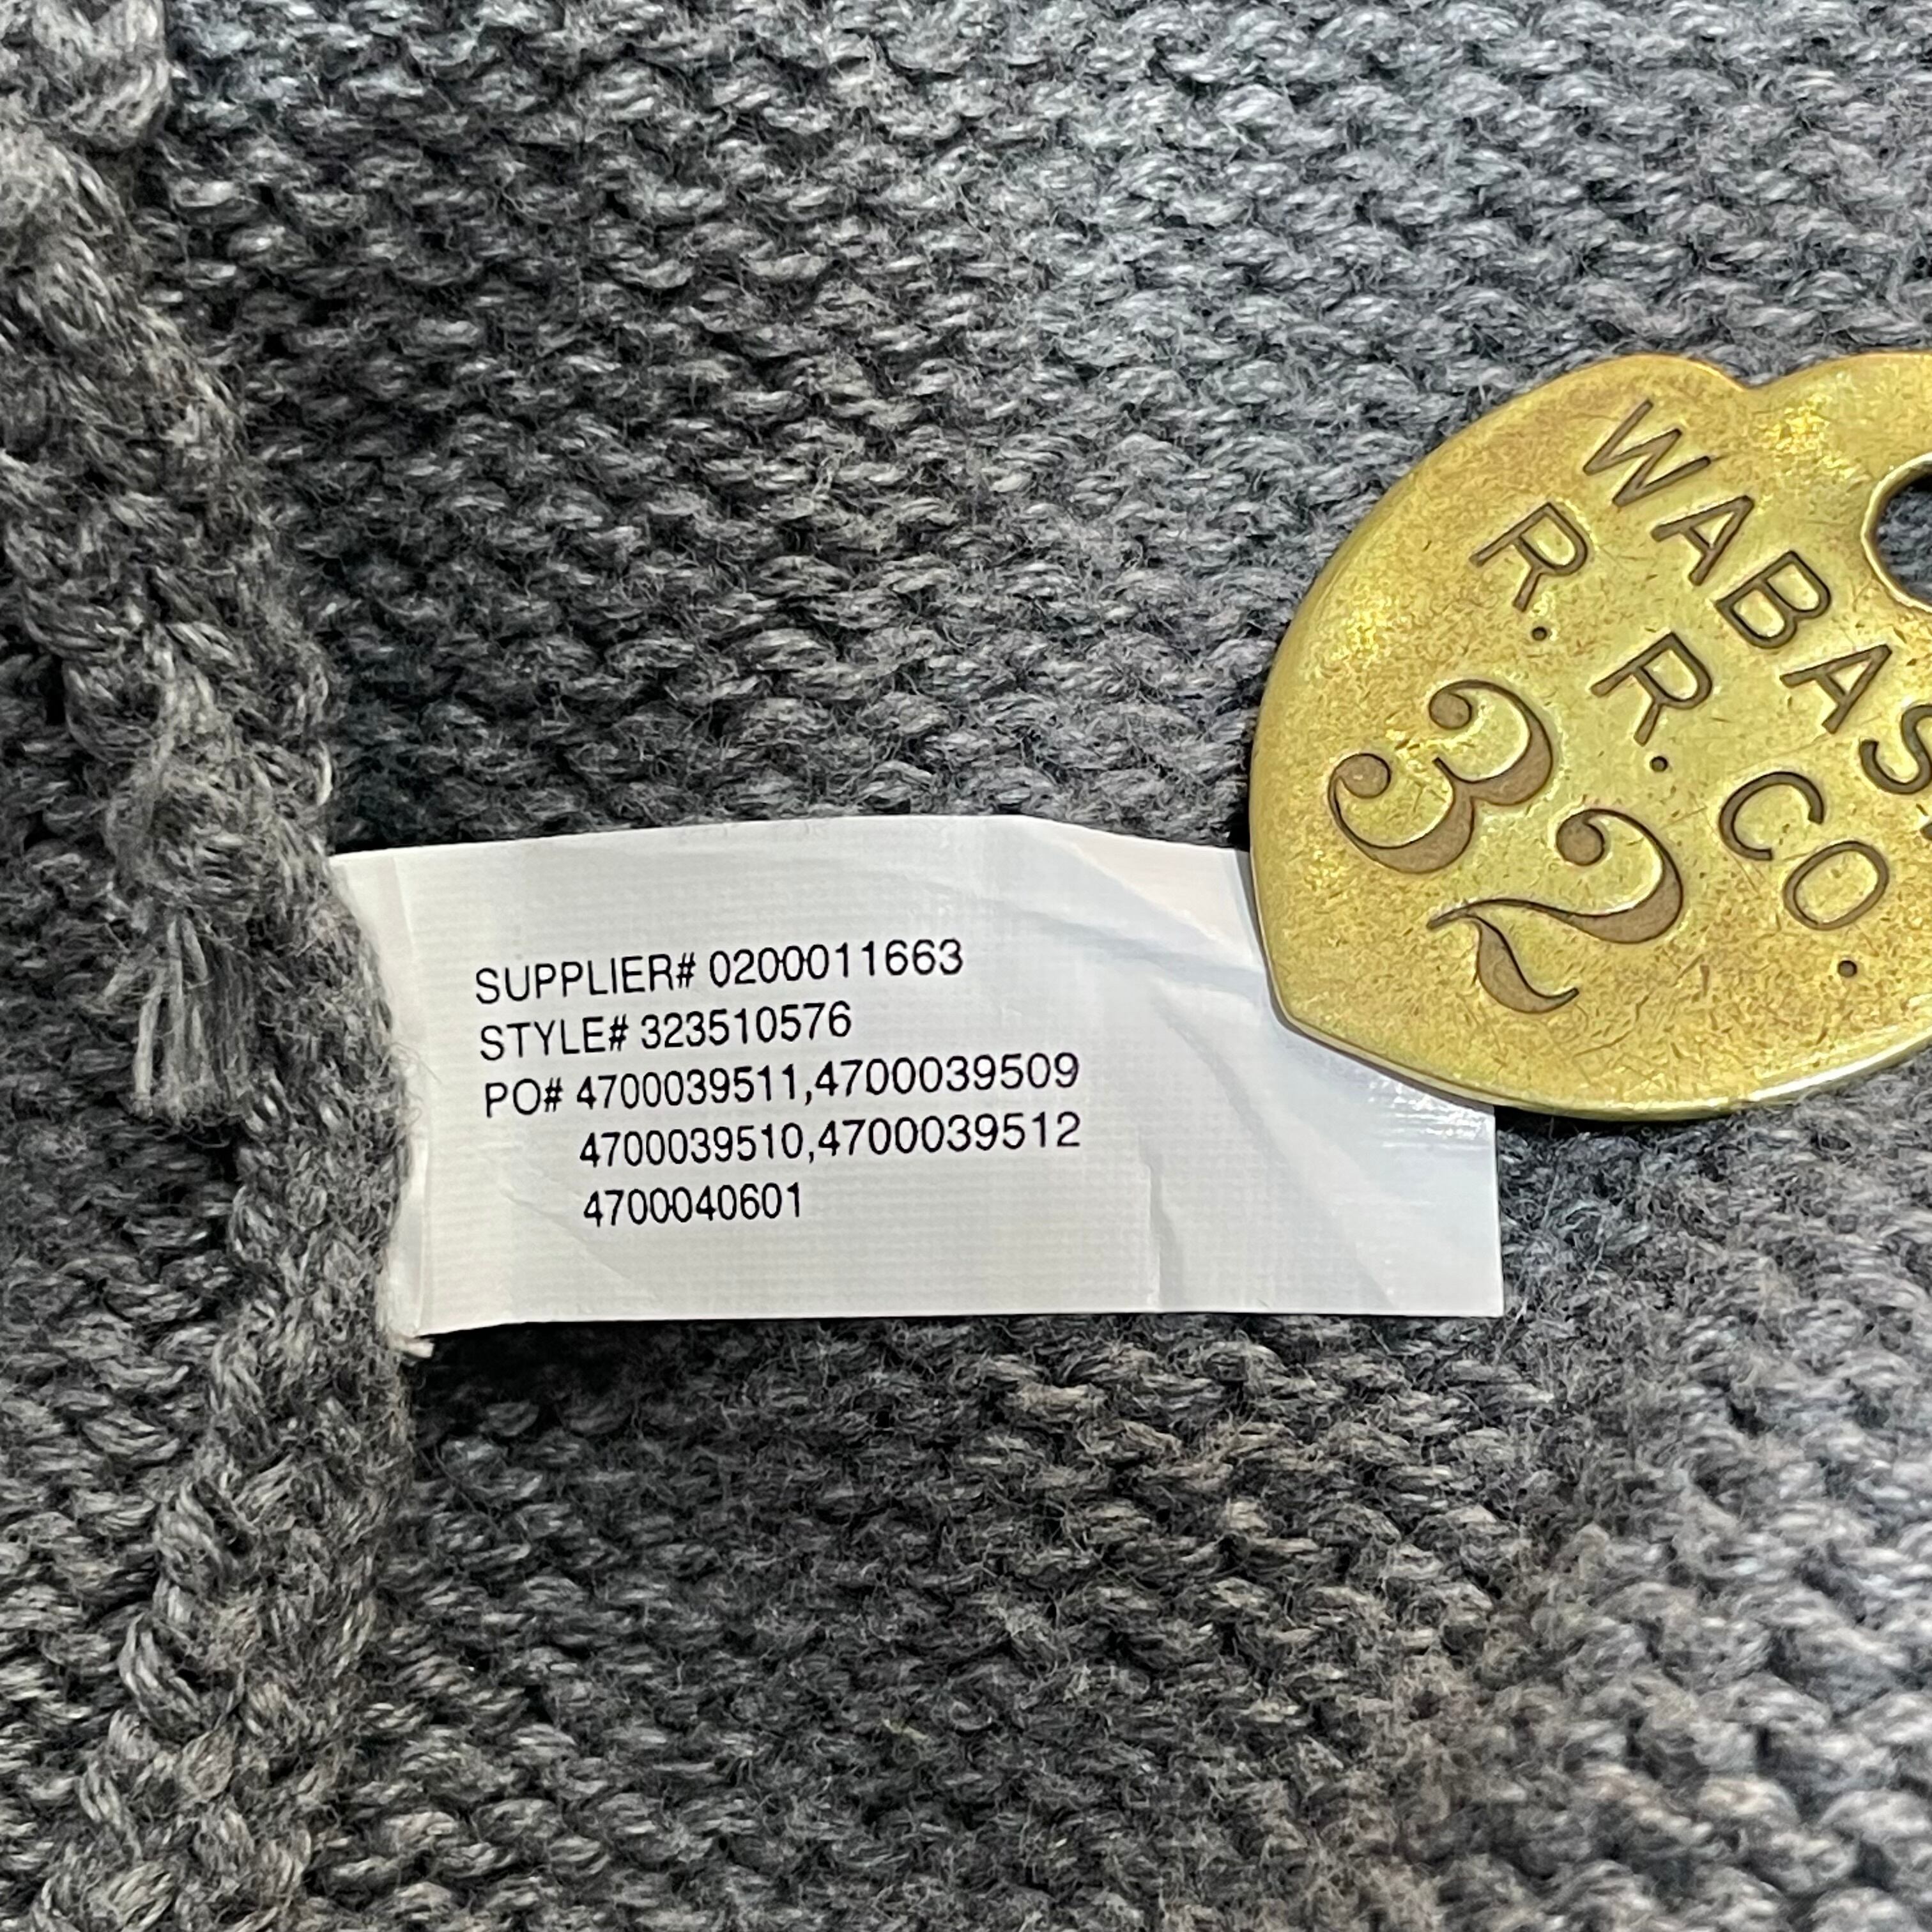 SUPPLIER# 0200011663
STYLE# 323510576
PO# 4700039511,4700039509
4700039510,4700039512
4700040601
WABAS
R. R. CO.
32